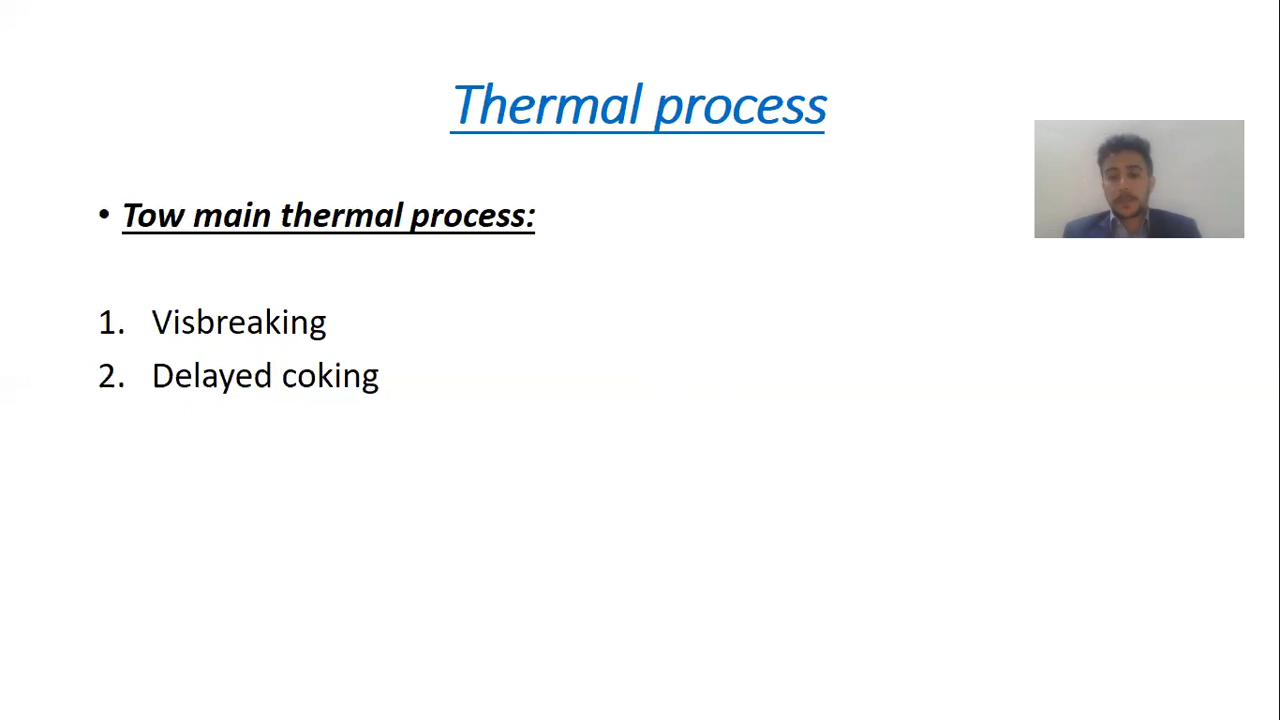 Thermal process
• Tow main thermal process:
1. Visbreaking
2. Delayed coking